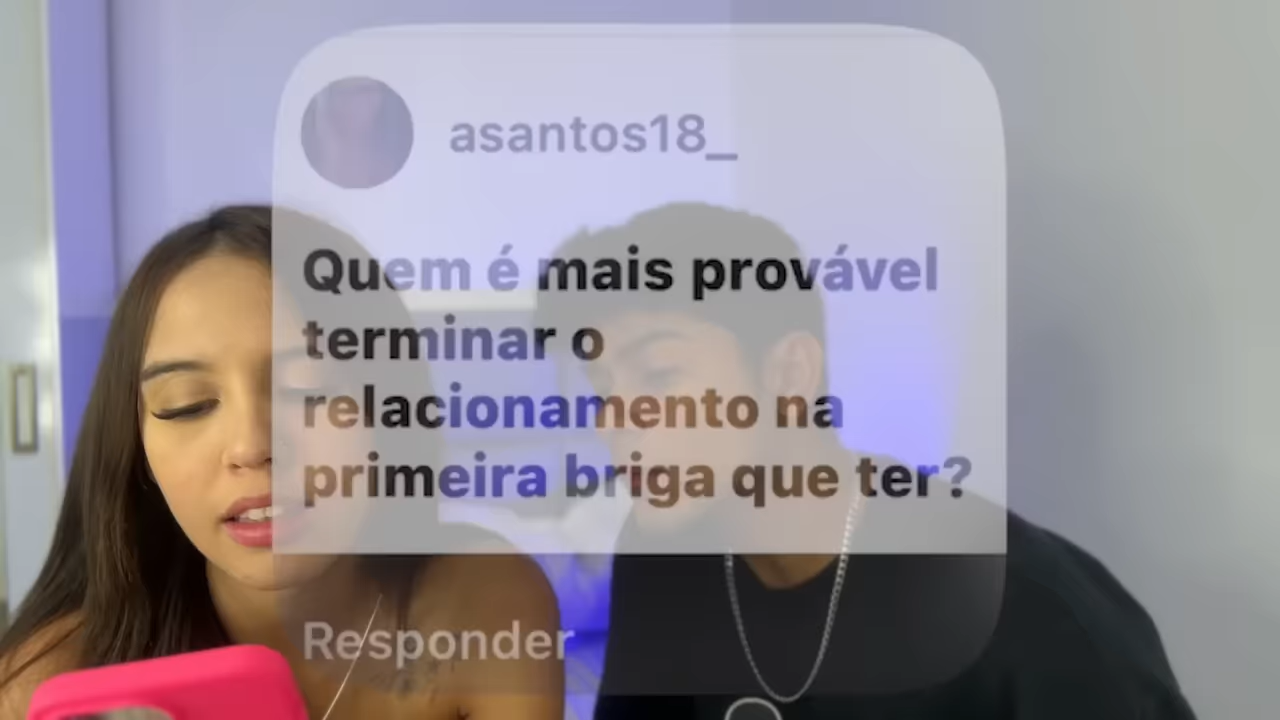 asantos18_
Quem é mais provável
terminar o
relacionamento na
primeira briga que ter?
Responder